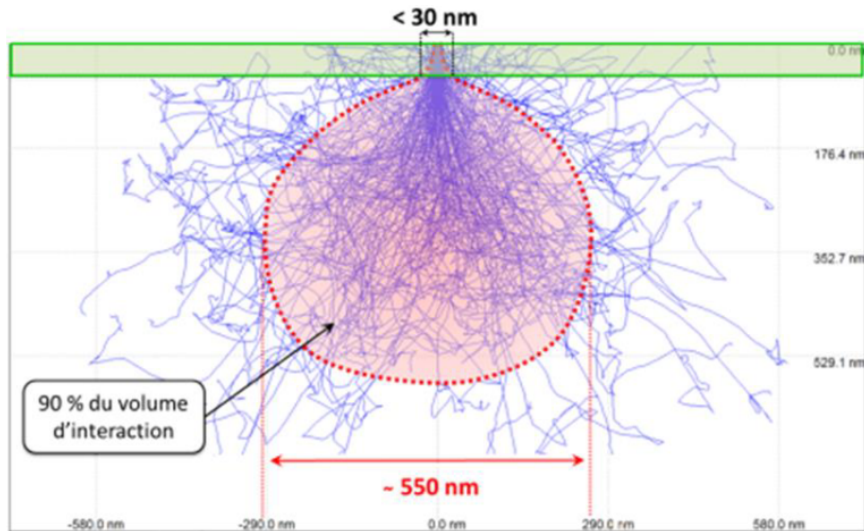 < 30 nm
0.0 nm
176.4 nm
352.7 nm
529.1 nm
90 % du volume
d'interaction
~ 550 nm
-580.0 nm
-290.0 nm
0.0 nm
290.0 nm
580.0 nm